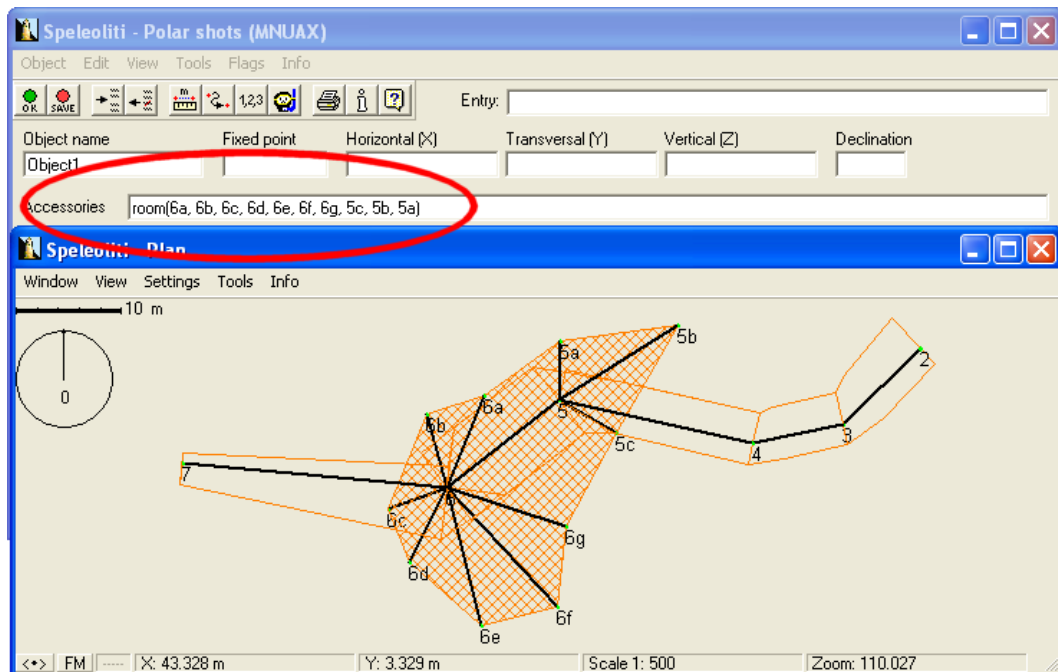 Speleoliti - Polar shots (MNUAX)
Object Edit View Tools Flags Info
OK SAVE m 1,2,3 Entry:
Object name Fixed point Horizontal (X) Transversal (Y) Vertical (Z) Declination
Object1
Accessories room(6a, 6b, 6c, 6d, 6e, 6f, 6g, 5c, 5b, 5a)
Speleoliti - Plan
Window View Settings Tools Info
10 m
0
5b
5a
2
6a
5
6b
3
5c
4
7
6
6c
6g
6d
6f
6e
<•> FM ----- X: 43.328 m Y: 3.329 m Scale 1: 500 Zoom: 110.027